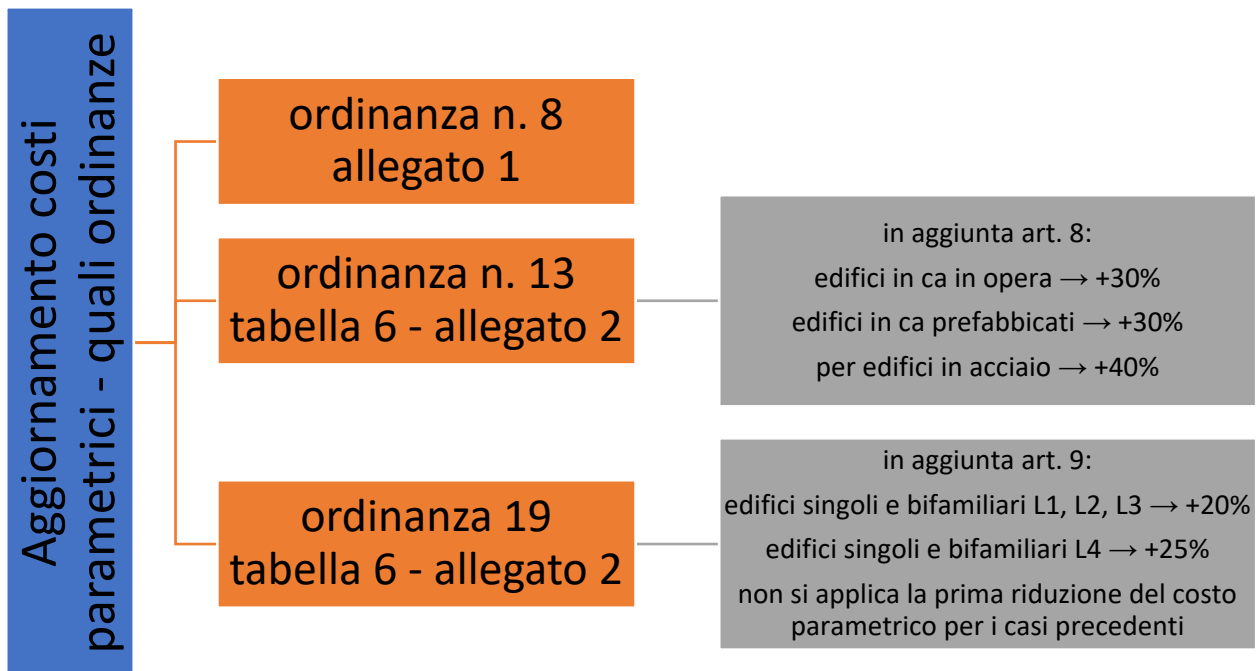 Aggiornamento costi
parametrici - quali ordinanze
ordinanza n. 8
allegato 1
ordinanza n. 13
tabella 6 - allegato 2
in aggiunta art. 8:
edifici in ca in opera → +30%
edifici in ca prefabbicati → +30%
per edifici in acciaio → +40%
ordinanza 19
tabella 6 - allegato 2
in aggiunta art. 9:
edifici singoli e bifamiliari L1, L2, L3 → +20%
edifici singoli e bifamiliari L4 → +25%
non si applica la prima riduzione del costo
parametrico per i casi precedenti